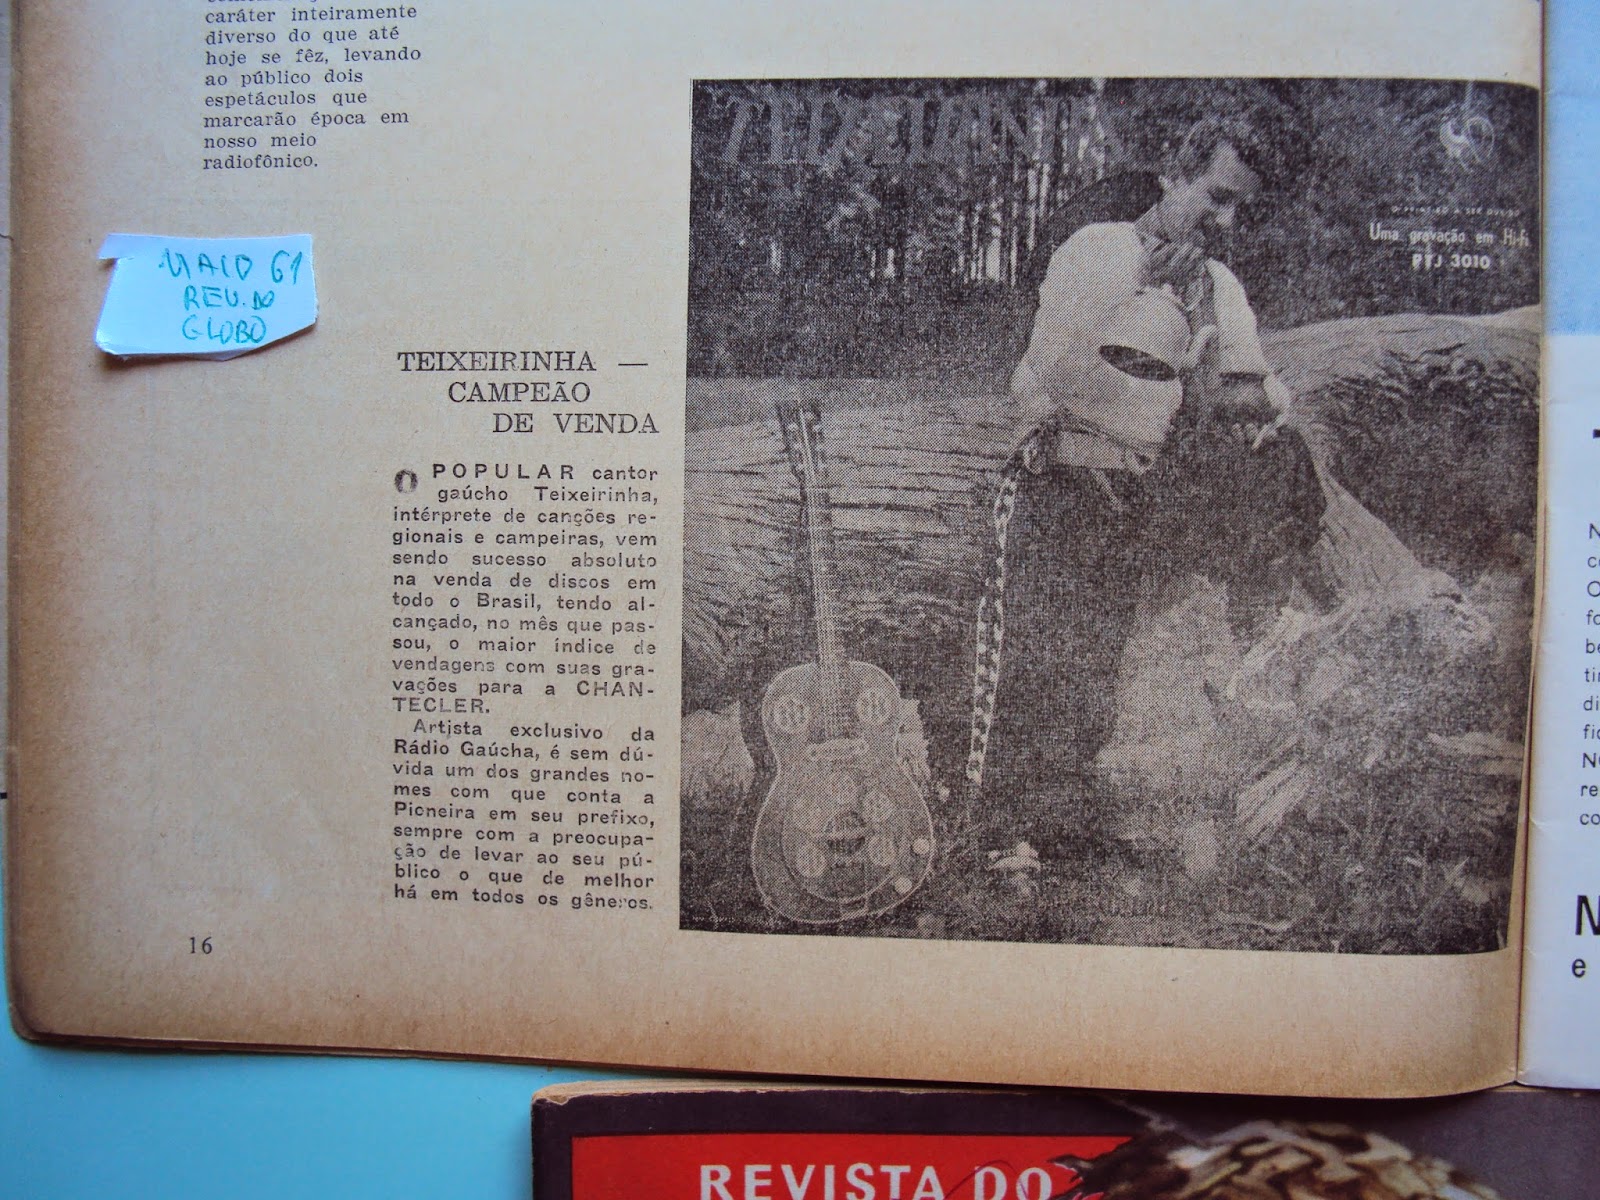 caráter inteiramente
diverso do que até
hoje se fêz, levando
ao público dois
espetáculos que
marcarão época em
nosso meio
radiofônico.
MAIO 61
REV. DO
GLOBO
TEIXEIRINHA —
CAMPEÃO
DE VENDA
O POPULAR cantor
gaúcho Teixeirinha,
intérprete de canções re-
gionais e campeiras, vem
sendo sucesso absoluto
na venda de discos em
todo o Brasil, tendo al-
cançado, no mês que pas-
sou, o maior índice de
vendagens com suas gra-
vações para a CHAN-
TECLER.
Artista exclusivo da
Rádio Gaúcha, é sem dú-
vida um dos grandes no-
mes com que conta a
Pioneira em seu prefixo,
sempre com a preocupa-
ção de levar ao seu pú-
blico o que de melhor
há em todos os gêneros.
16
Uma gravação em Hi-fi
PTJ 3010
N
e
REVISTA DO